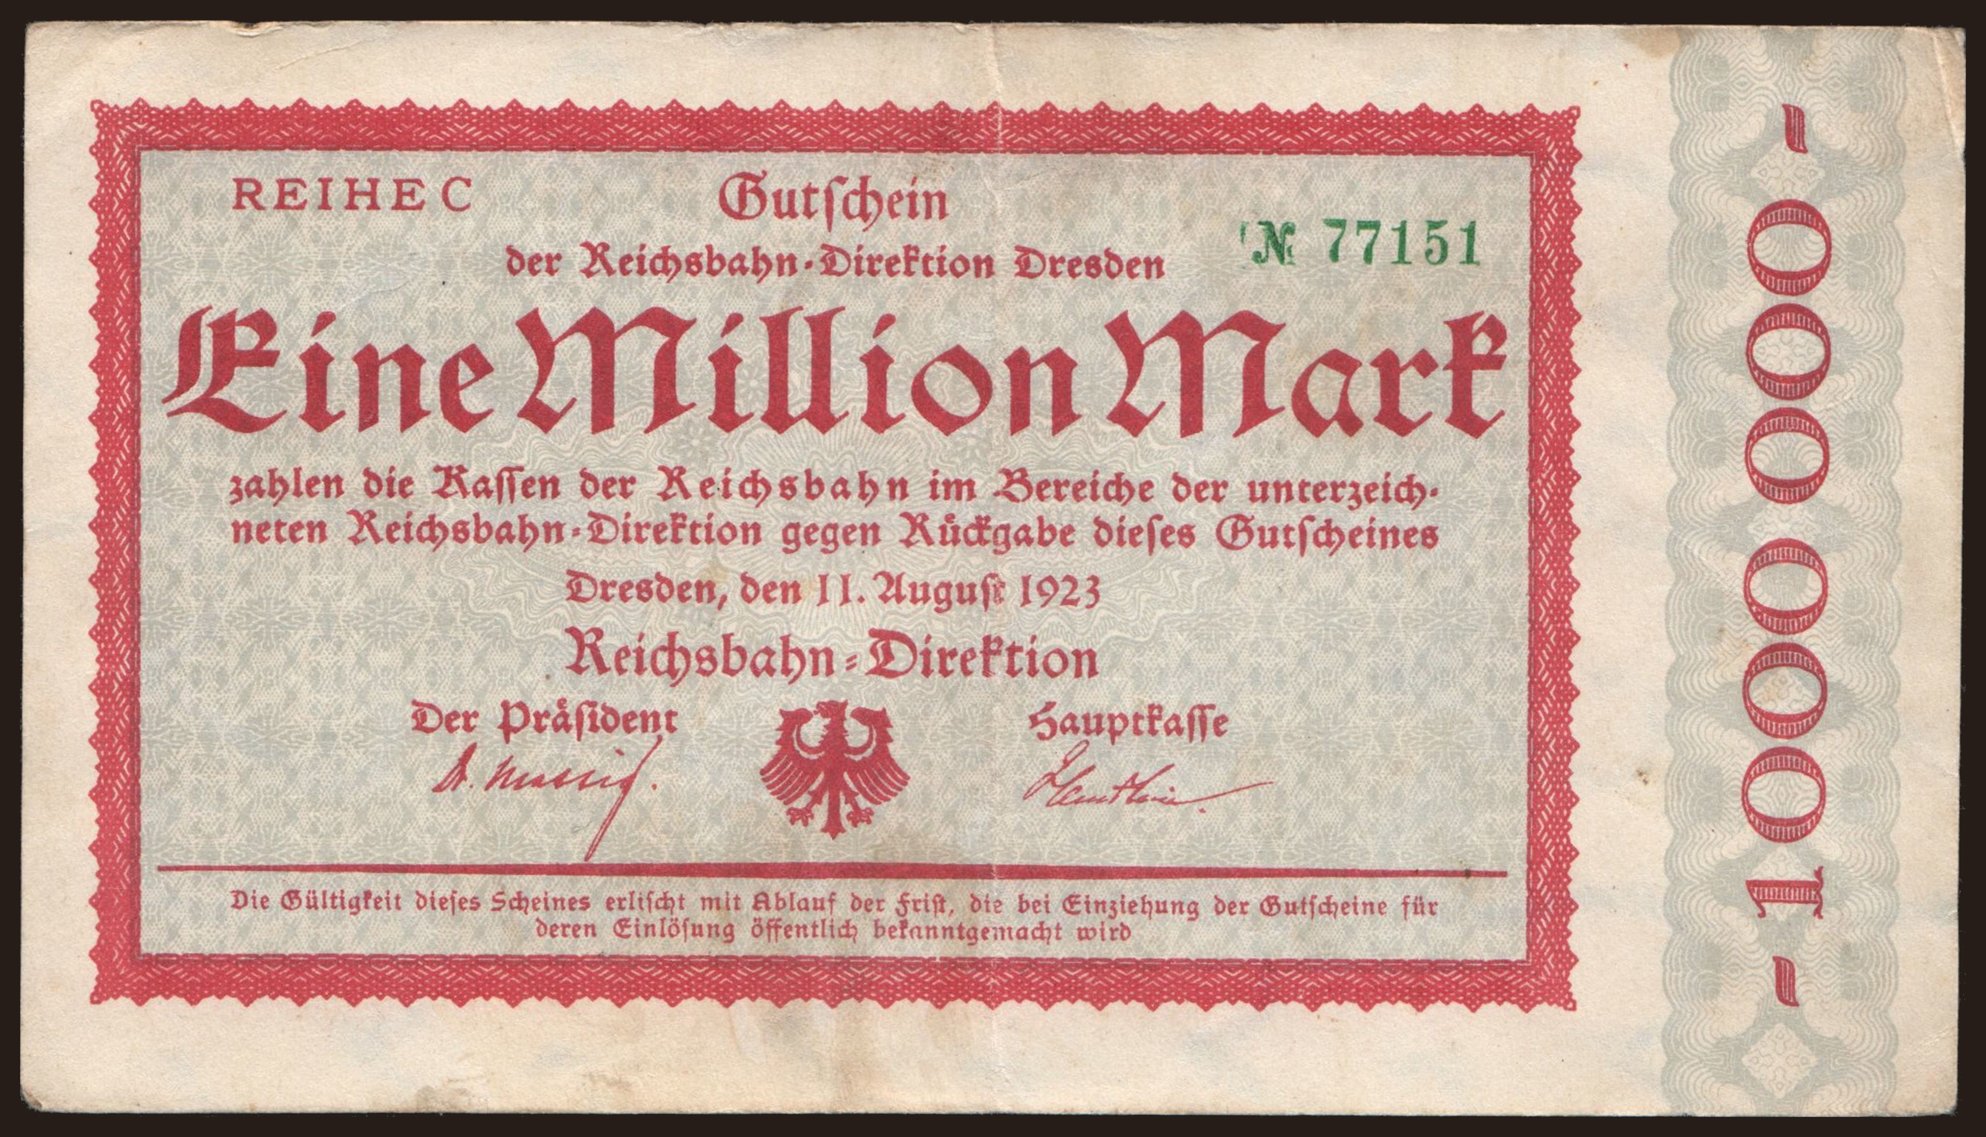 REIHE C
Gutschein
№ 77151
der Reichsbahn-Direktion Dresden
Eine Million Mark
zahlen die Kassen der Reichsbahn im Bereiche der unterzeich-
neten Reichsbahn-Direktion gegen Rückgabe dieses Gutscheines
Dresden, den 11. August 1923
Reichsbahn-Direktion
Der Präsident
Hauptkasse
Die Gültigkeit dieses Scheines erlischt mit Ablauf der Frist, die bei Einziehung der Gutscheine für
deren Einlösung öffentlich bekanntgemacht wird
-1000000-